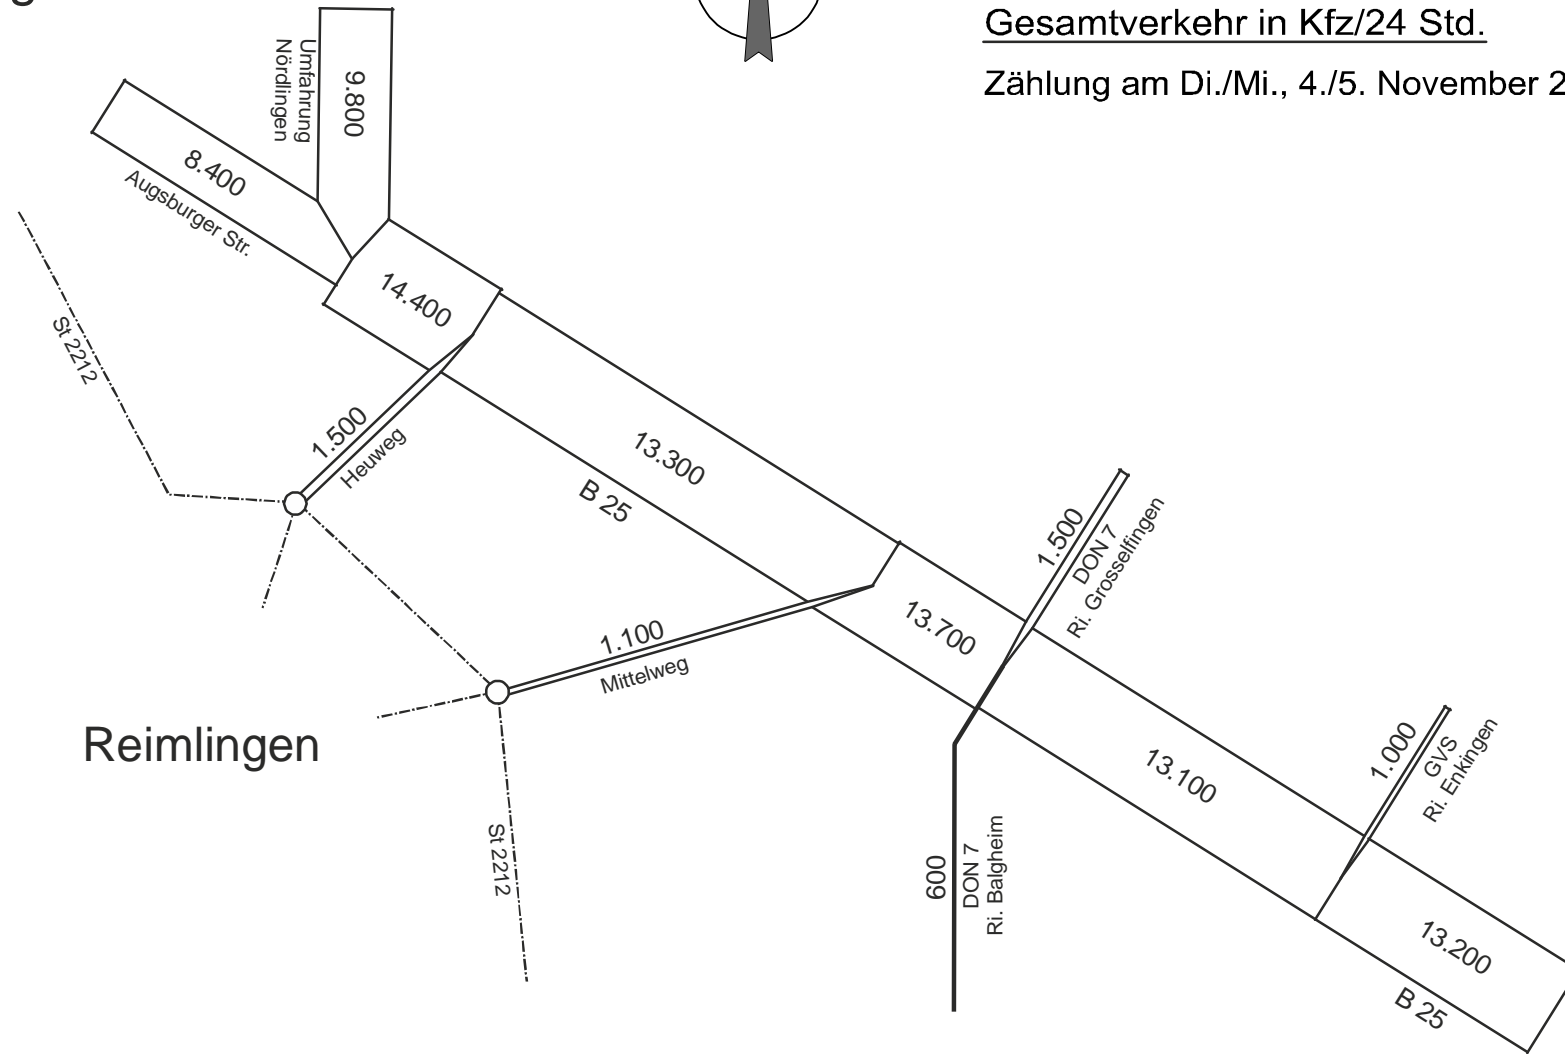 g
Gesamtverkehr in Kfz/24 Std.
Zählung am Di./Mi., 4./5. November 2
Umfahrung
Nördlingen
9.800
8.400
Augsburger Str.
14.400
St 2212
1.500
Heuweg
13.300
B 25
1.500
DON 7
Ri. Grosselfingen
13.700
1.100
Mittelweg
Reimlingen
St 2212
600
DON 7
Ri. Balgheim
13.100
1.000
GVS
Ri. Enkingen
13.200
B 25